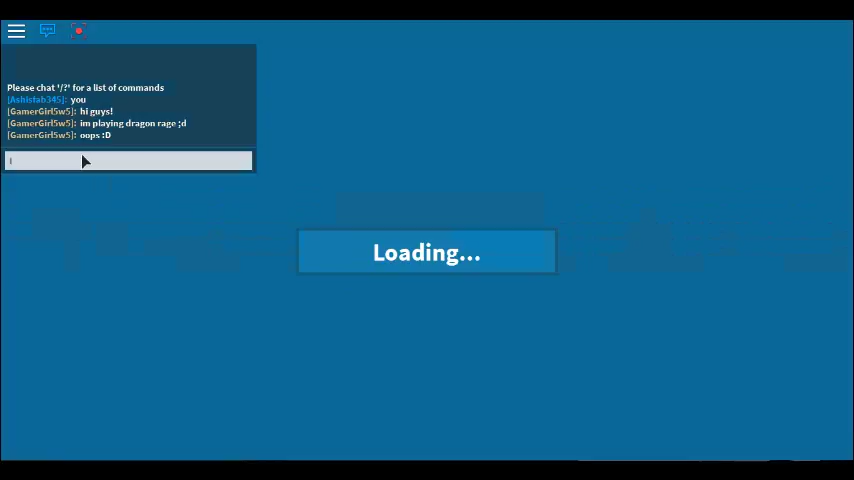 Please chat '/?' for a list of commands
[Ashistab345]: you
[GamerGirl5w5]: hi guys!
[GamerGirl5w5]: im playing dragon rage ;d
[GamerGirl5w5]: oops :D
Loading...